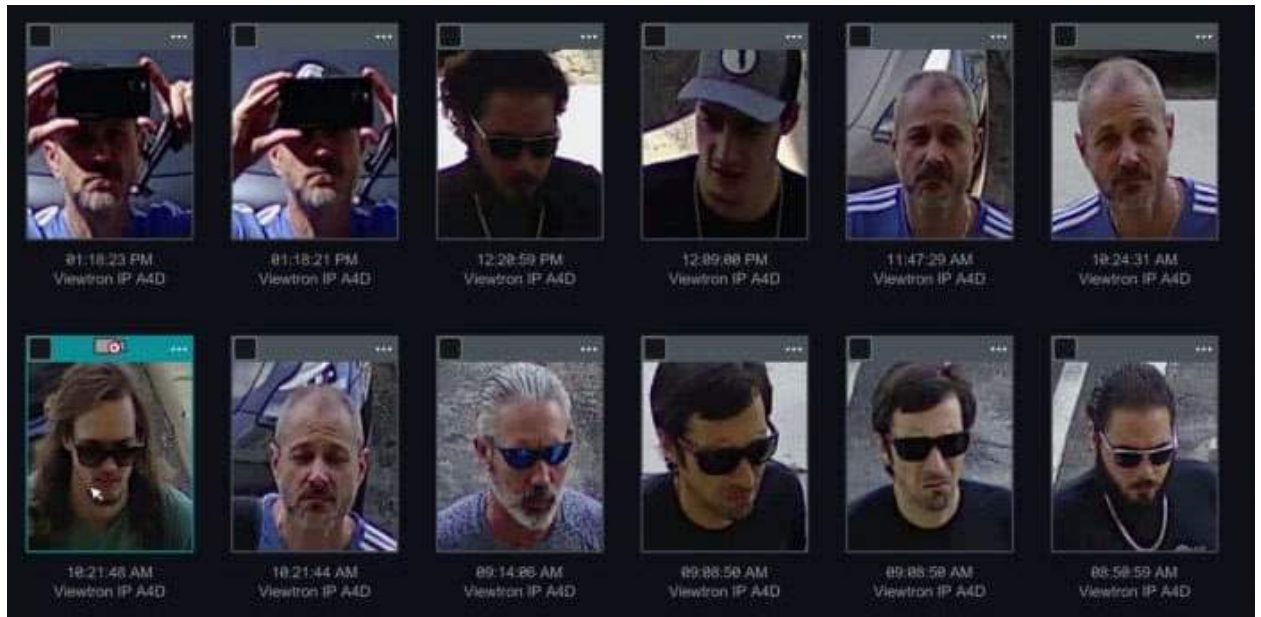 01:18:23 PM
Viewtron IP A4D
01:18:21 PM
Viewtron IP A4D
12:20:59 PM
Viewtron IP A4D
12:09:00 PM
Viewtron IP A4D
11:47:29 AM
Viewtron IP A4D
10:24:31 AM
Viewtron IP A4D
10:21:48 AM
Viewtron IP A4D
10:21:44 AM
Viewtron IP A4D
09:14:06 AM
Viewtron IP A4D
09:08:50 AM
Viewtron IP A4D
09:08:50 AM
Viewtron IP A4D
08:50:59 AM
Viewtron IP A4D